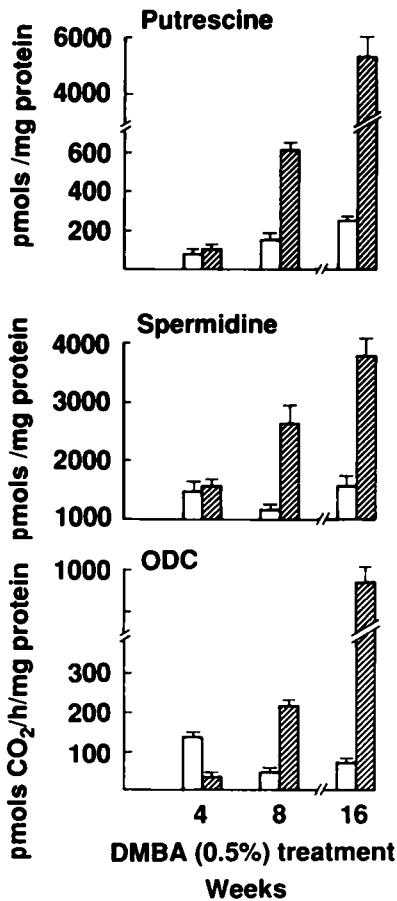 Putrescine
pmols /mg protein
6000
4000
600
400
200
Spermidine
pmols /mg protein
4000
3000
2000
1000
ODC
pmols CO₂/h/mg protein
1000
300
200
100
4 8 16
DMBA (0.5%) treatment
Weeks